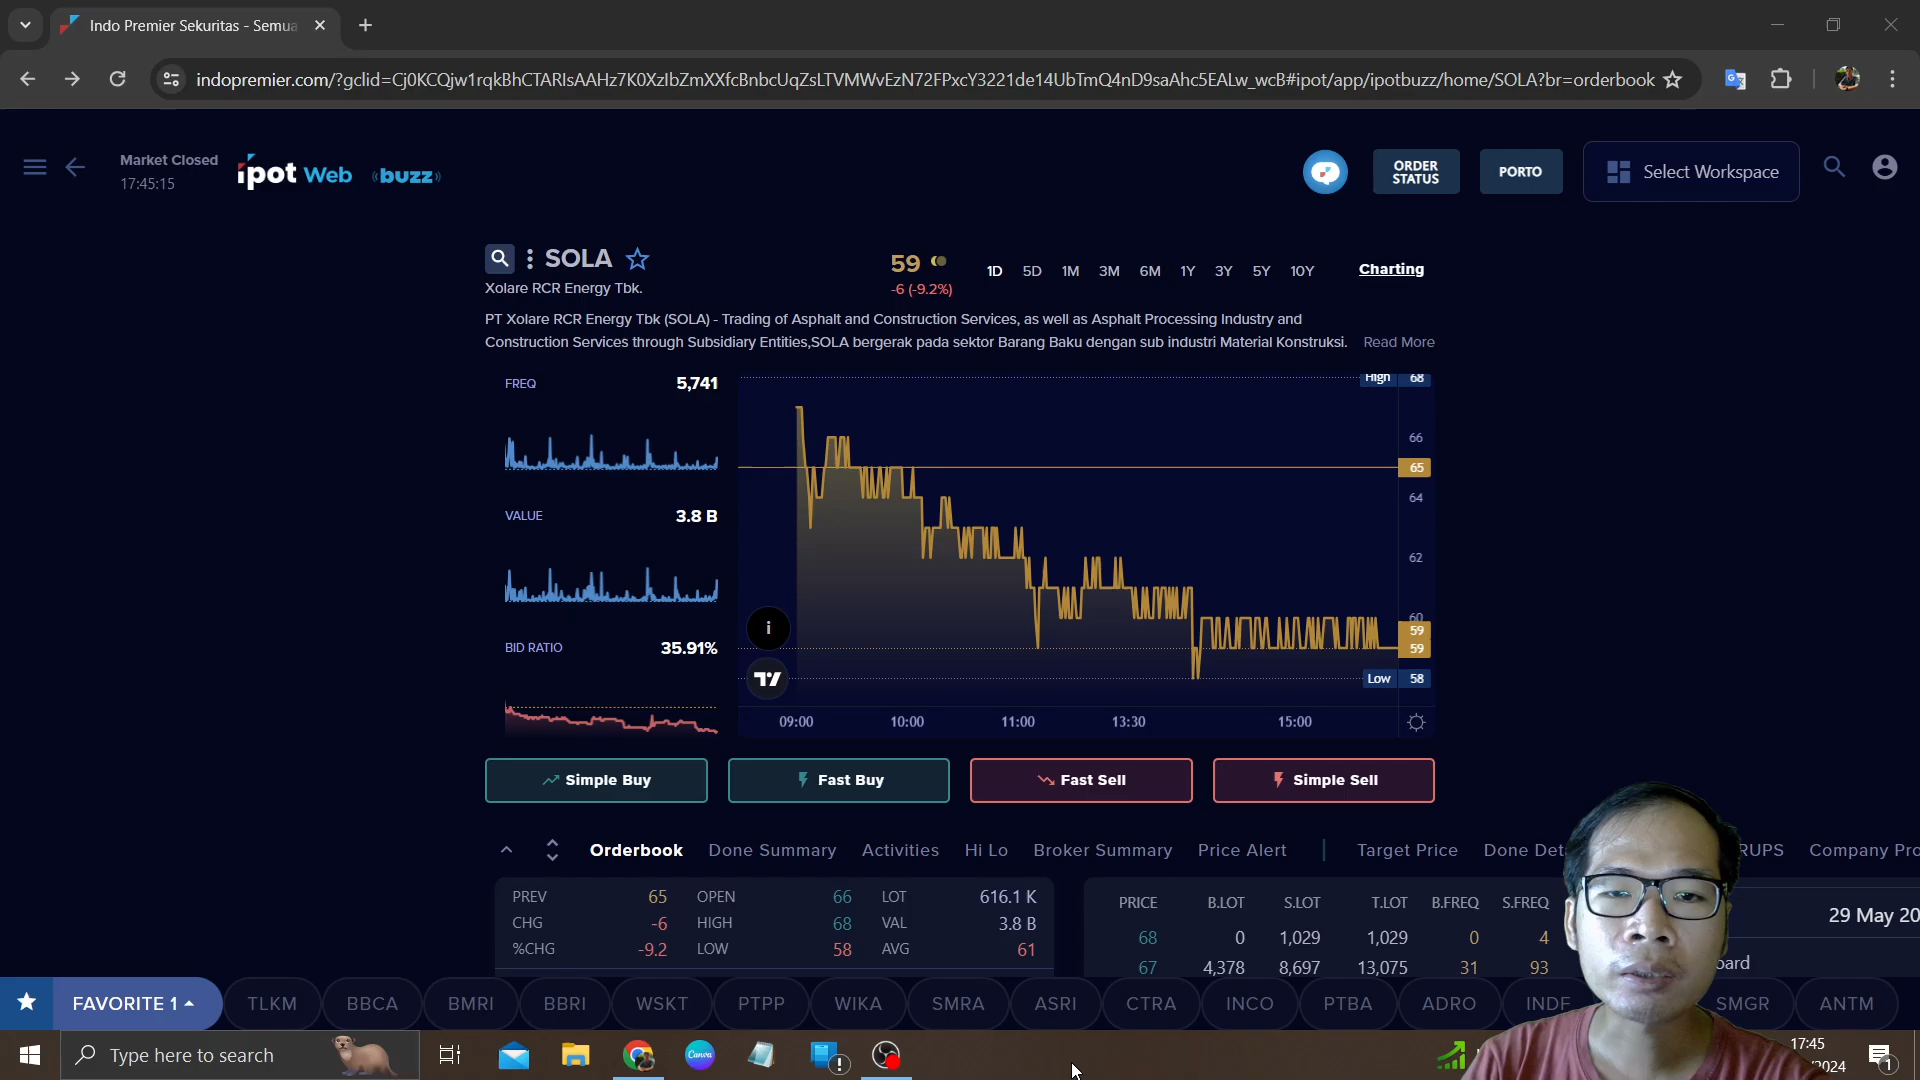 Indo Premier Sekuritas - Semua
indopremier.com/?gclid=Cj0KCQjw1rqkBhCTARIsAAHz7K0XzIbZmXXfcBnbcUqZsLTVMWvEzN72FPxcY3221de14UbTmQ4nD9saAhc5EALw_wcB#ipot/app/ipotbuzz/home/SOLA?br=orderbook
Market Closed
17:45:15
ipot Web buzz
ORDER STATUS
PORTO
Select Workspace
SOLA
Xolare RCR Energy Tbk.
59
-6 (-9.2%)
1D 5D 1M 3M 6M 1Y 3Y 5Y 10Y
Charting
PT Xolare RCR Energy Tbk (SOLA) - Trading of Asphalt and Construction Services, as well as Asphalt Processing Industry and
Construction Services through Subsidiary Entities,SOLA bergerak pada sektor Barang Baku dengan sub industri Material Konstruksi. Read More
FREQ 5,741
VALUE 3.8 B
BID RATIO 35.91%
High 68
66
65
64
62
60
59
59
Low 58
09:00 10:00 11:00 13:30 15:00
Simple Buy Fast Buy Fast Sell Simple Sell
Orderbook Done Summary Activities Hi Lo Broker Summary Price Alert Target Price Done Deta RUPS Company Pro
PREV 65 OPEN 66 LOT 616.1 K
CHG -6 HIGH 68 VAL 3.8 B
%CHG -9.2 LOW 58 AVG 61
PRICE B.LOT S.LOT T.LOT B.FREQ S.FREQ
68 0 1,029 1,029 0 4
67 4,378 8,697 13,075 31 93
29 May 20
oard
FAVORITE 1 TLKM BBCA BMRI BBRI WSKT PTPP WIKA SMRA ASRI CTRA INCO PTBA ADRO INDF SMGR ANTM
Type here to search
Canva
17:45
/2024
1